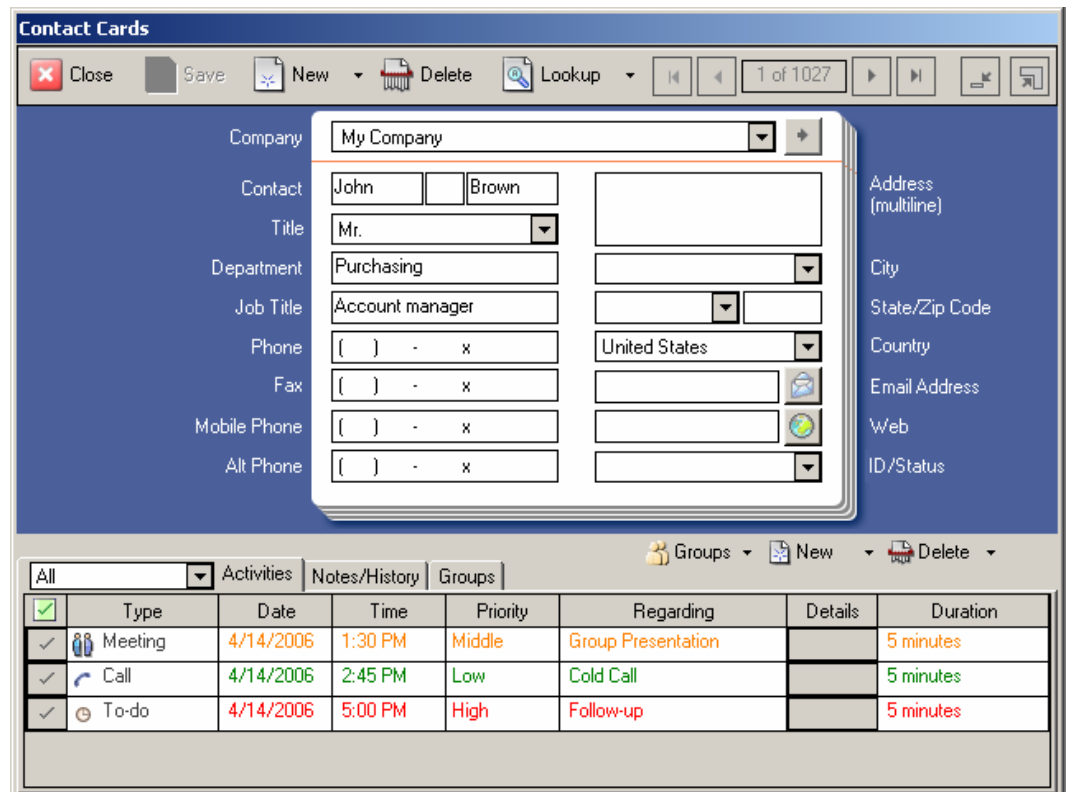 Contact Cards
Close Save New Delete Lookup 1 of 1027
Company My Company
Contact John Brown Address
(multiline)
Title Mr.
Department Purchasing City
Job Title Account manager State/Zip Code
Phone ( ) - x United States Country
Fax ( ) - x Email Address
Mobile Phone ( ) - x Web
Alt Phone ( ) - x ID/Status
Groups New Delete
All Activities Notes/History Groups
Type Date Time Priority Regarding Details Duration
Meeting 4/14/2006 1:30 PM Middle Group Presentation 5 minutes
Call 4/14/2006 2:45 PM Low Cold Call 5 minutes
To-do 4/14/2006 5:00 PM High Follow-up 5 minutes